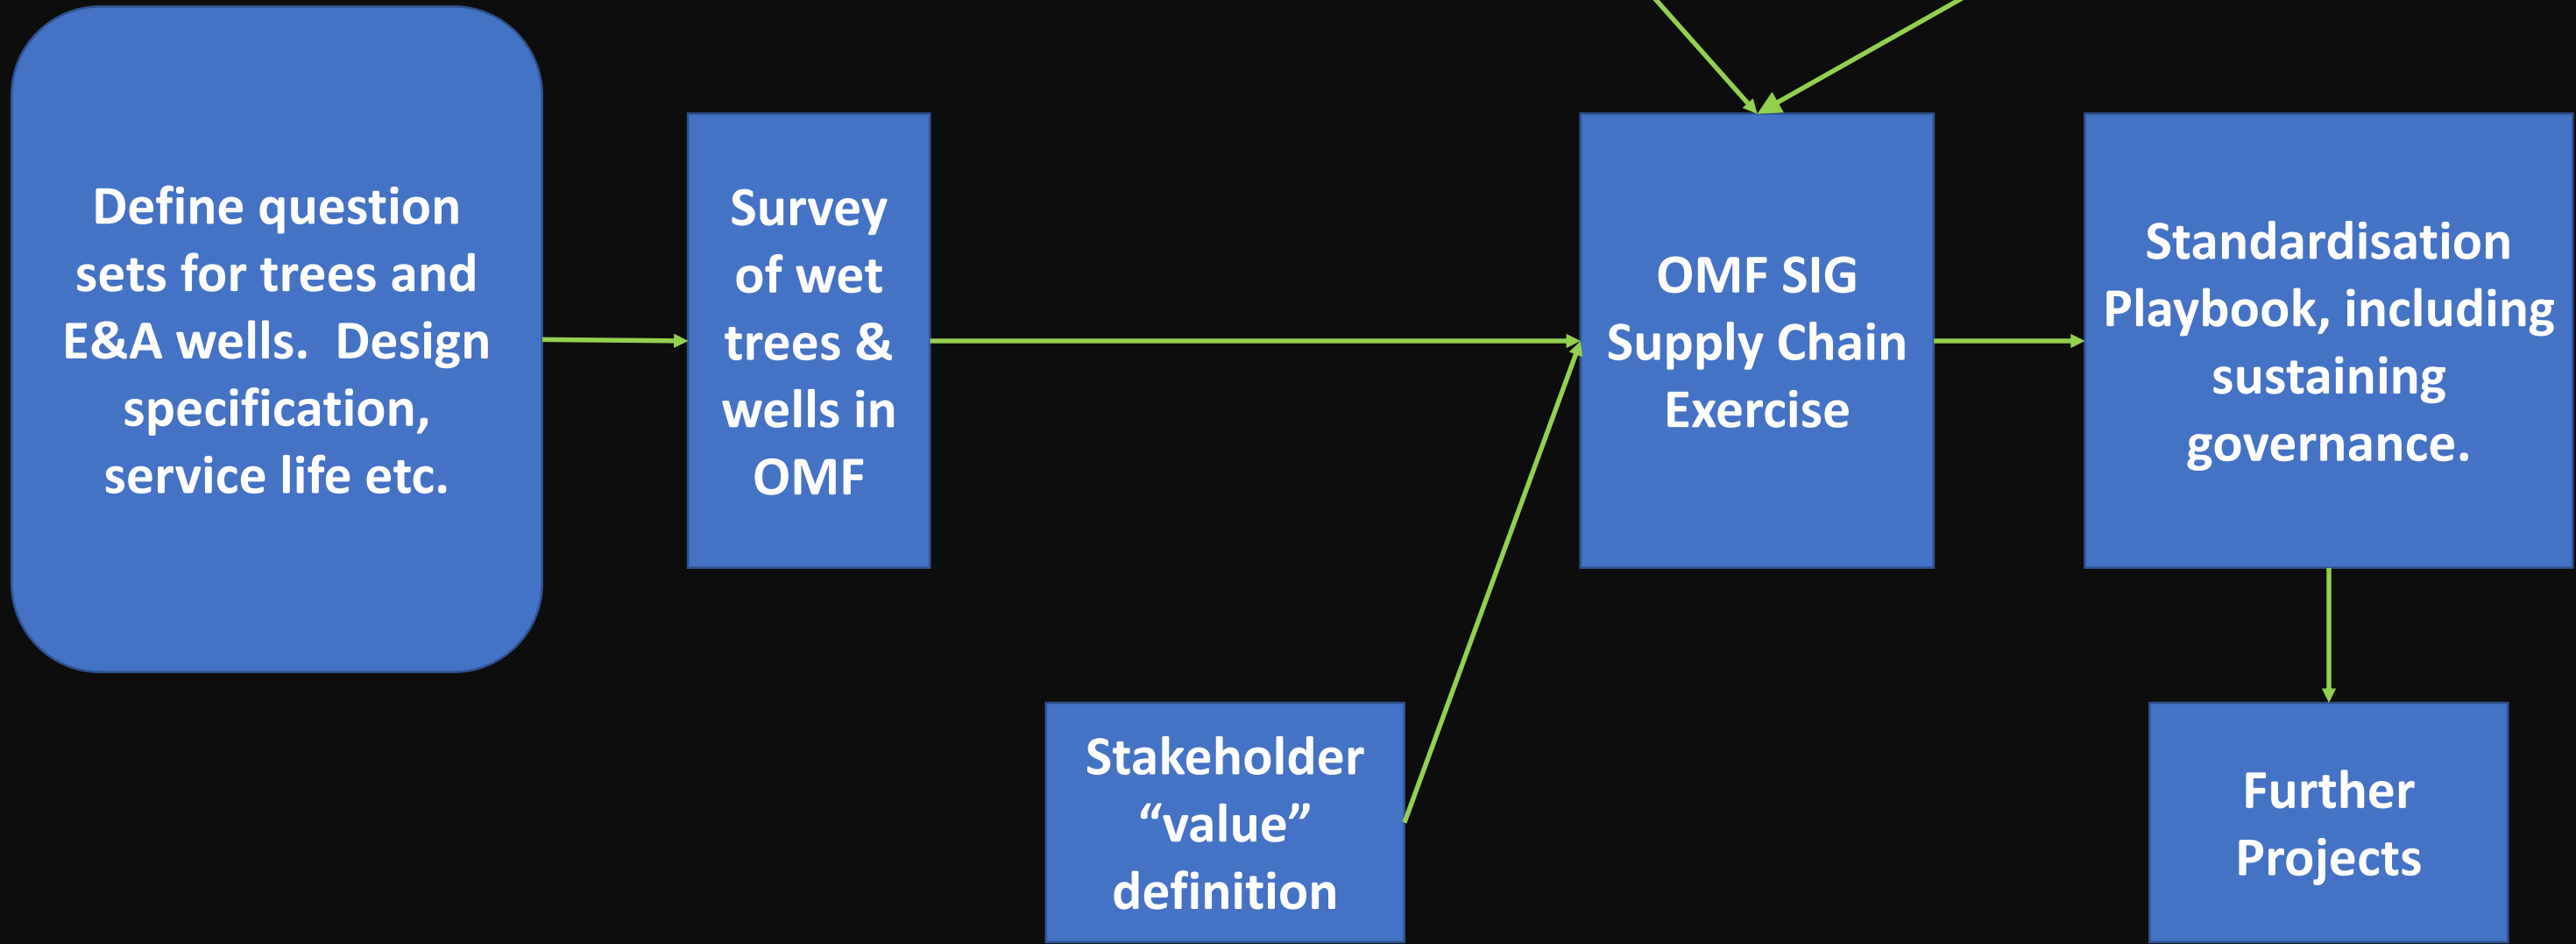 Define question
sets for trees and
E&A wells.  Design
specification,
service life etc.
Survey
of wet
trees &
wells in
OMF
OMF SIG
Supply Chain
Exercise
Standardisation
Playbook, including
sustaining
governance.
Stakeholder
“value”
definition
Further
Projects